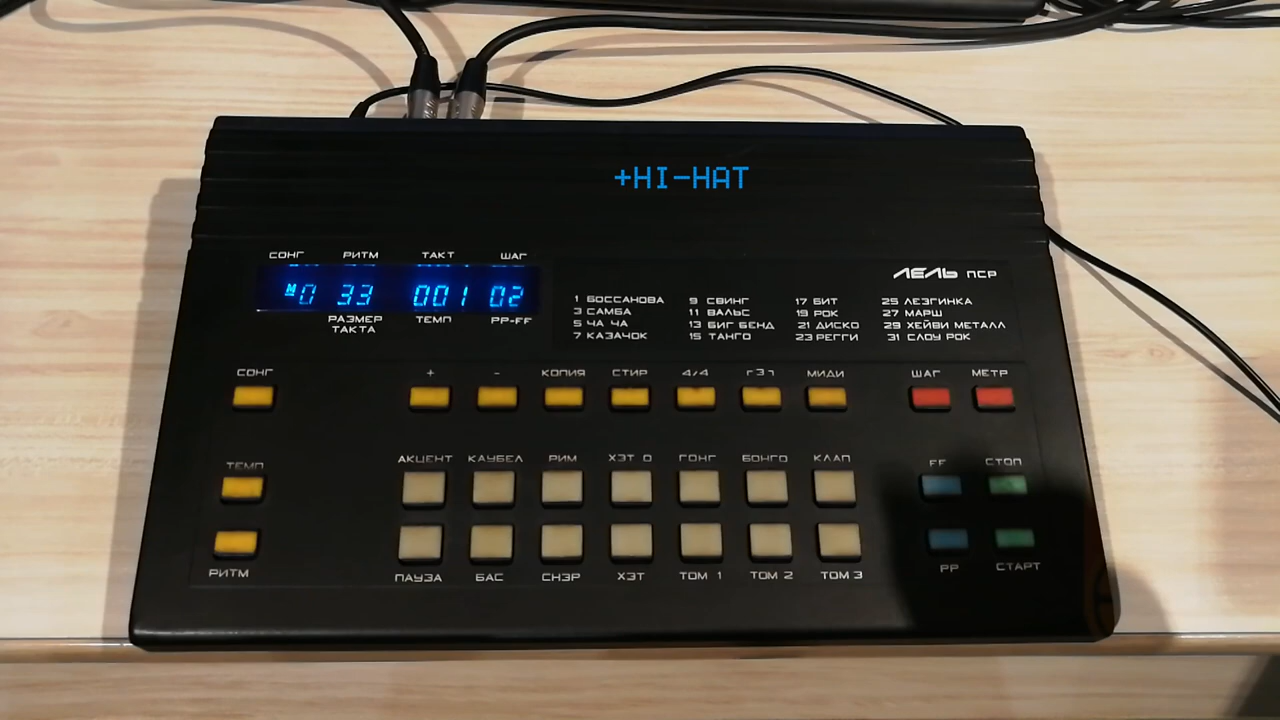 +HI-HAT
СОНГ РИТМ ТАКТ ШАГ
0 33 001 02
РАЗМЕР ТАКТА ТЕМП РР-FF
ЛЕЛЬ ПСР
1 БОССАНОВА 9 СВИНГ 17 БИТ 25 ЛЕЗГИНКА
3 САМБА 11 ВАЛЬС 19 РОК 27 МАРШ
5 ЧА ЧА 13 БИГ БЕНД 21 ДИСКО 29 ХЕЙВИ МЕТАЛЛ
7 КАЗАЧОК 15 ТАНГО 23 РЕГГИ 31 СЛОУ РОК
СОНГ + - КОПИЯ СТИР 4/4 г37 МИДИ ШАГ МЕТР
ТЕМП АКЦЕНТ КАУБЕЛ РИМ ХЭТ О ГОНГ БОНГО КЛАП FF СТОП
РИТМ ПАУЗА БАС СНЭР ХЭТ ТОМ 1 ТОМ 2 ТОМ 3 РР СТАРТ